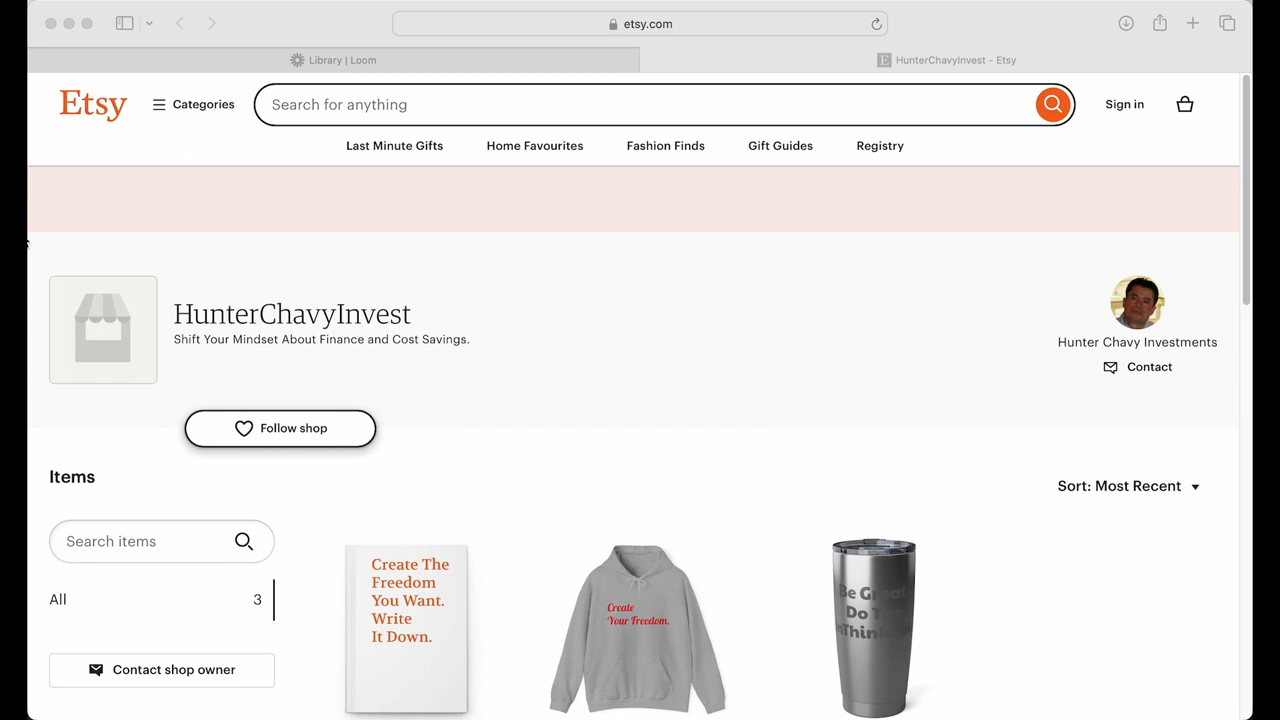 etsy.com
Library | Loom
HunterChavyInvest - Etsy
Etsy
Categories
Search for anything
Sign in
Last Minute Gifts
Home Favourites
Fashion Finds
Gift Guides
Registry
HunterChavyInvest
Shift Your Mindset About Finance and Cost Savings.
Hunter Chavy Investments
Contact
Follow shop
Items
Sort: Most Recent
Search items
All 3
Contact shop owner
Create The
Freedom
You Want.
Write
It Down.
Create
Your Freedom.
Be Great
Do The